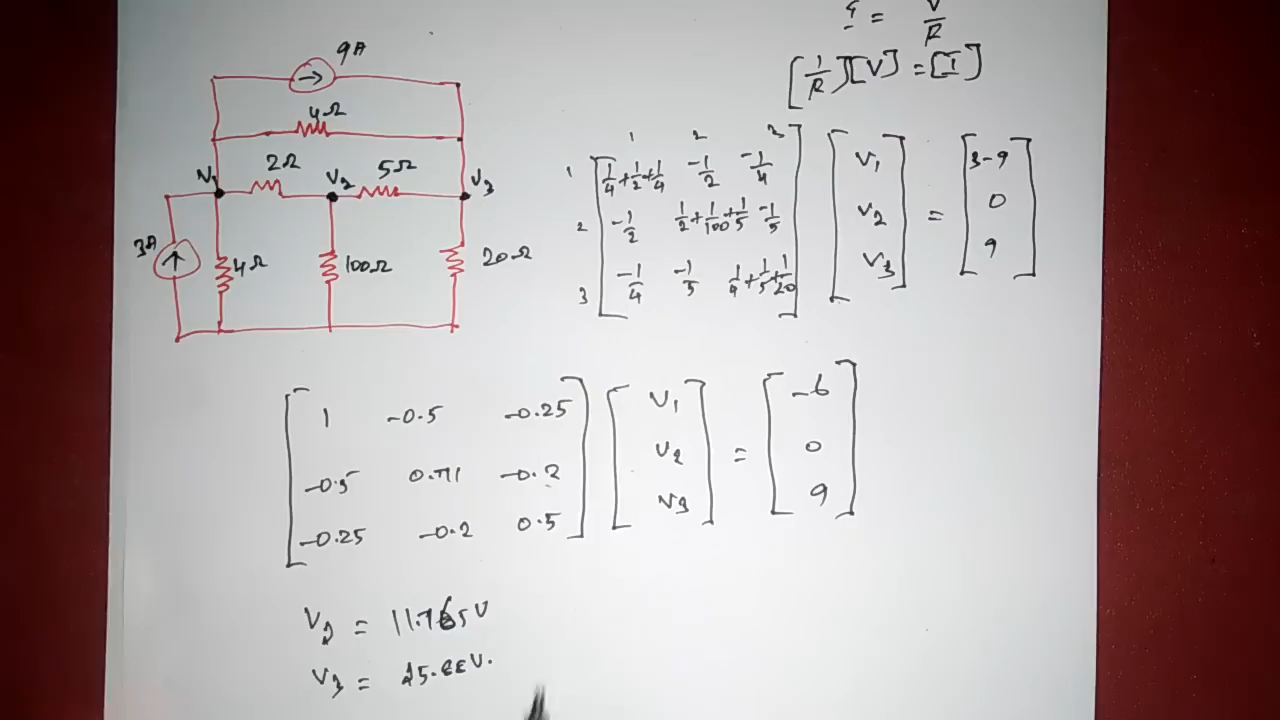 I = V/R
[1/R][V] = [I]
9A
4Ω
2Ω
5Ω
V1
V2
V3
3A
4Ω
100Ω
20Ω
1 2 3
1 1/4+1/2+1/4 -1/2 -1/4 V1 3-9
2 -1/2 1/2+1/100+1/5 -1/5 V2 = 0
3 -1/4 -1/5 1/4+1/5+1/20 V3 9
1 -0.5 -0.25 V1 -6
-0.5 0.71 -0.2 V2 = 0
-0.25 -0.2 0.5 V3 9
V2 = 11.765V
V3 =